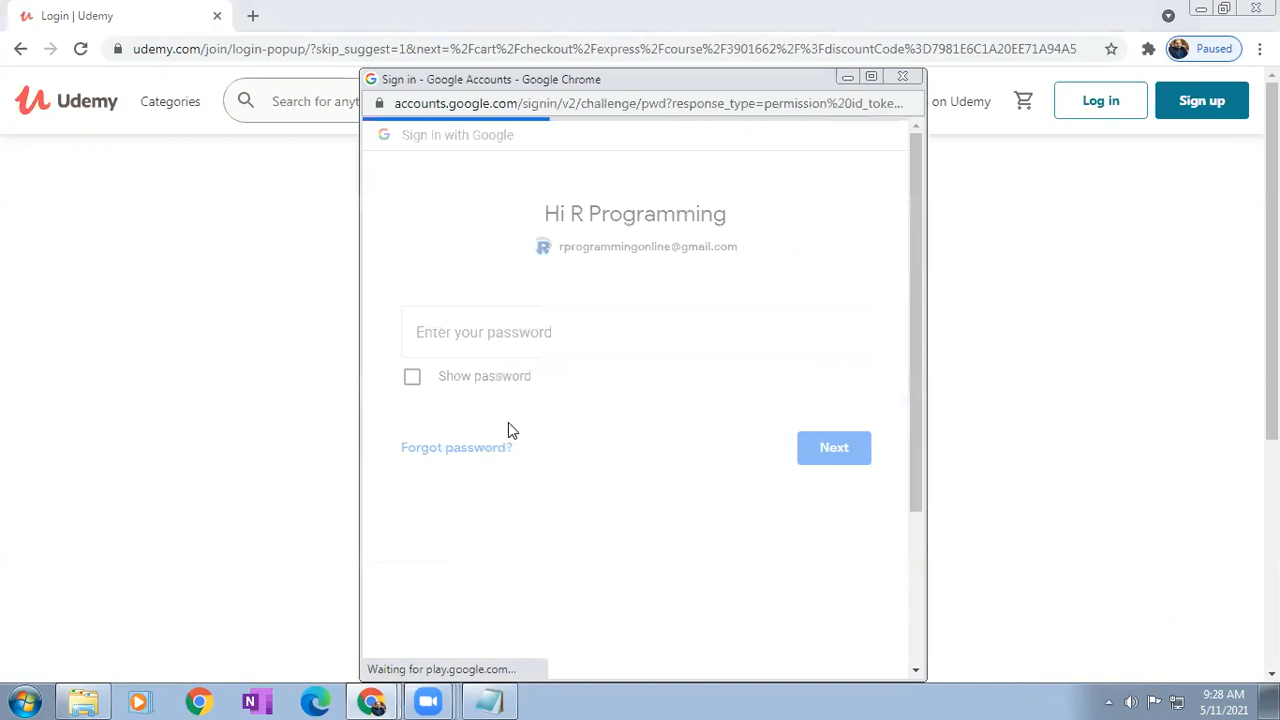 Login | Udemy
Paused
udemy.com/join/login-popup/?skip_suggest=1&next=%2Fcart%2Fcheckout%2Fexpress%2Fcourse%2F3901662%2F%3FdiscountCode%3D7981E6C1A20EE71A94A5
Udemy
Categories
Search for any
on Udemy
Log in
Sign up
Sign in - Google Accounts - Google Chrome
accounts.google.com/signin/v2/challenge/pwd?response_type=permission%20id_toke...
Sign in with Google
Hi R Programming
rprogrammingonline@gmail.com
Enter your password
Show password
Forgot password?
Next
Waiting for play.google.com...
9:28 AM
5/11/2021